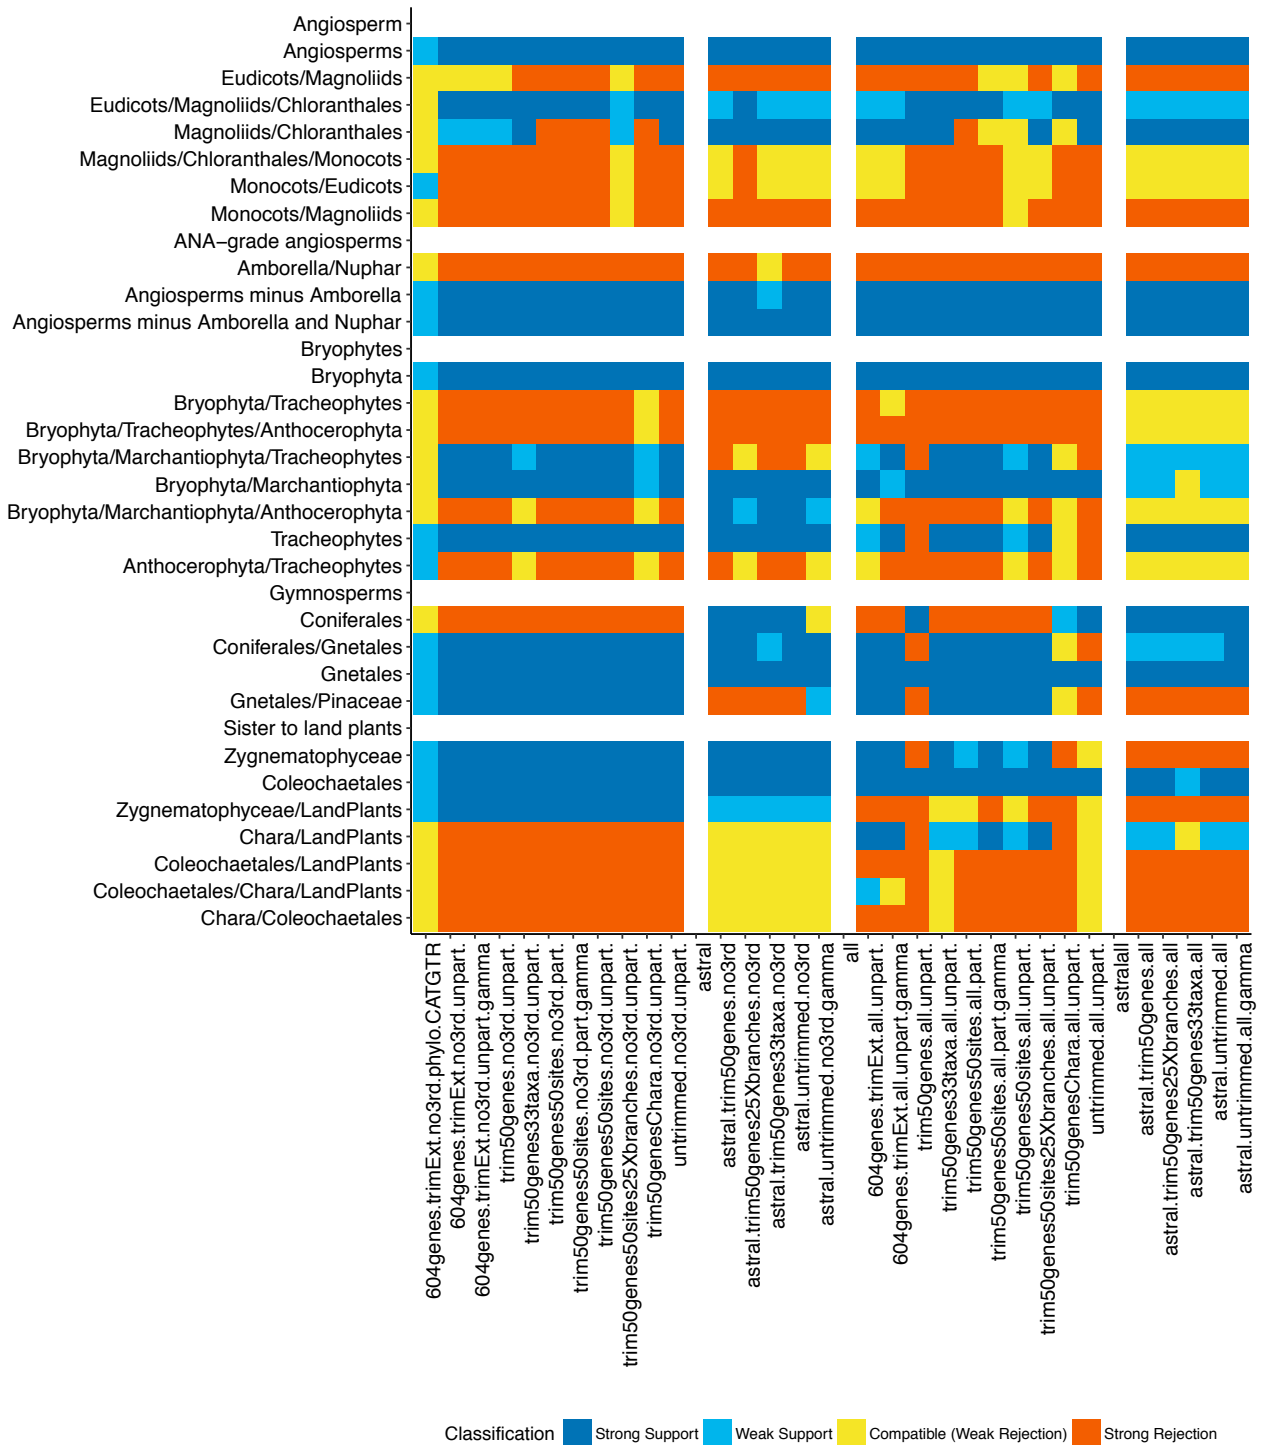 Angiosperm
Angiosperms
Eudicots/Magnoliids
Eudicots/Magnoliids/Chloranthales
Magnoliids/Chloranthales
Magnoliids/Chloranthales/Monocots
Monocots/Eudicots
Monocots/Magnoliids
ANA−grade angiosperms
Amborella/Nuphar
Angiosperms minus Amborella
Angiosperms minus Amborella and Nuphar
Bryophytes
Bryophyta
Bryophyta/Tracheophytes
Bryophyta/Tracheophytes/Anthocerophyta
Bryophyta/Marchantiophyta/Tracheophytes
Bryophyta/Marchantiophyta
Bryophyta/Marchantiophyta/Anthocerophyta
Tracheophytes
Anthocerophyta/Tracheophytes
Gymnosperms
Coniferales
Coniferales/Gnetales
Gnetales
Gnetales/Pinaceae
Sister to land plants
Zygnematophyceae
Coleochaetales
Zygnematophyceae/LandPlants
Chara/LandPlants
Coleochaetales/LandPlants
Coleochaetales/Chara/LandPlants
Chara/Coleochaetales
604genes.trimExt.no3rd.phylo.CATGTR
604genes.trimExt.no3rd.unpart.
604genes.trimExt.no3rd.unpart.gamma
trim50genes.no3rd.unpart.
trim50genes33taxa.no3rd.unpart.
trim50genes50sites.no3rd.part.
trim50genes50sites.no3rd.part.gamma
trim50genes50sites.no3rd.unpart.
trim50genes50sites25Xbranches.no3rd.unpart.
trim50genesChara.no3rd.unpart.
untrimmed.no3rd.unpart.
astral
astral.trim50genes.no3rd
astral.trim50genes25Xbranches.no3rd
astral.trim50genes33taxa.no3rd
astral.untrimmed.no3rd
astral.untrimmed.no3rd.gamma
all
604genes.trimExt.all.unpart.
604genes.trimExt.all.unpart.gamma
trim50genes.all.unpart.
trim50genes33taxa.all.unpart.
trim50genes50sites.all.part.
trim50genes50sites.all.part.gamma
trim50genes50sites.all.unpart.
trim50genes50sites25Xbranches.all.unpart.
trim50genesChara.all.unpart.
untrimmed.all.unpart.
astralall
astral.trim50genes.all
astral.trim50genes25Xbranches.all
astral.trim50genes33taxa.all
astral.untrimmed.all
astral.untrimmed.all.gamma
Classification Strong Support Weak Support Compatible (Weak Rejection) Strong Rejection